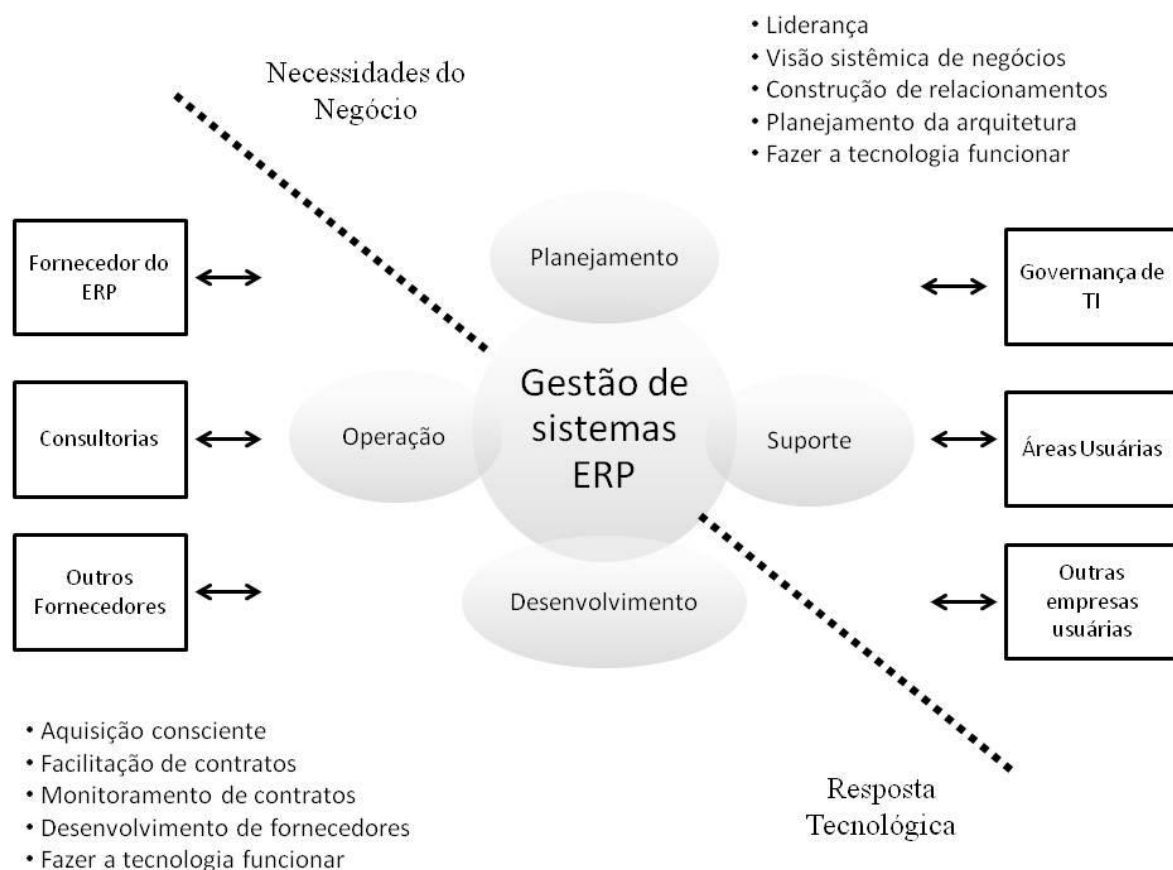 • Liderança
• Visão sistêmica de negócios
• Construção de relacionamentos
• Planejamento da arquitetura
• Fazer a tecnologia funcionar
Necessidades do
Negócio
Fornecedor do
ERP
Planejamento
Governança de
TI
Consultorias
Operação
Gestão de
sistemas
ERP
Suporte
Áreas Usuárias
Outros
Fornecedores
Desenvolvimento
Outras
empresas
usuárias
• Aquisição consciente
• Facilitação de contratos
• Monitoramento de contratos
• Desenvolvimento de fornecedores
• Fazer a tecnologia funcionar
Resposta
Tecnológica